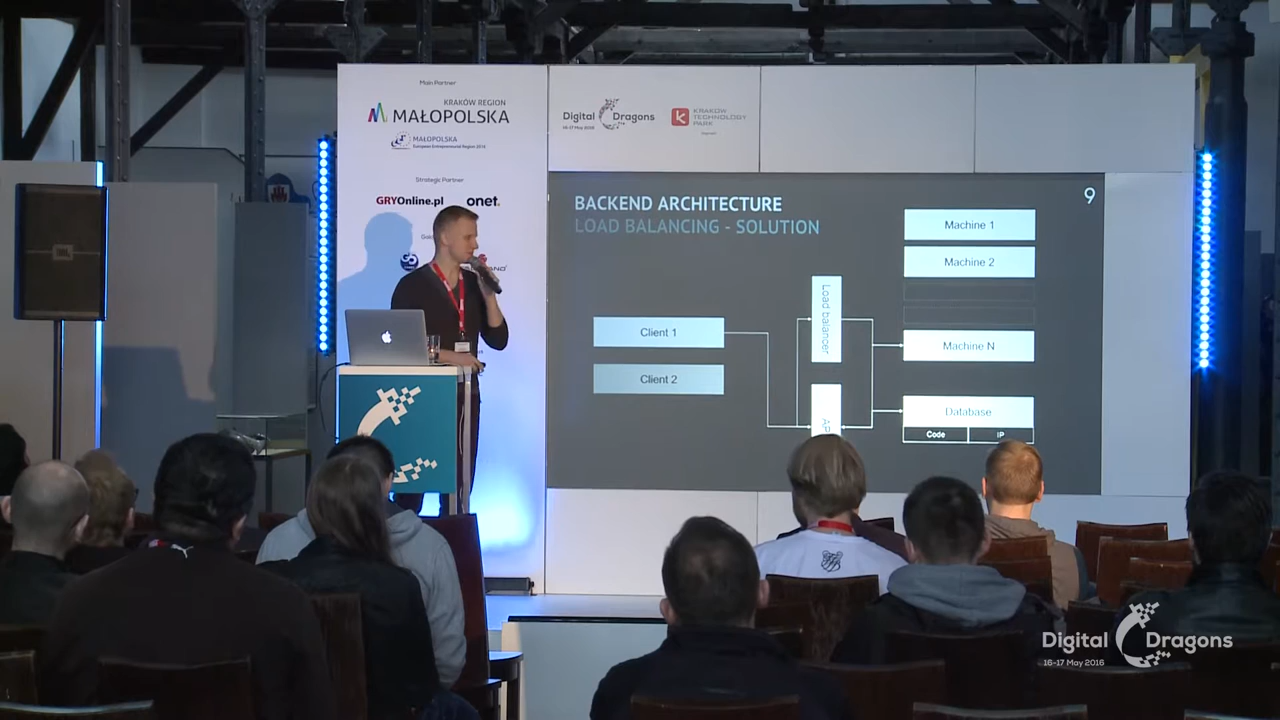 Main Partner
KRAKÓW REGION
MAŁOPOLSKA
MAŁOPOLSKA
European Entrepreneurial Region 2016
Strategic Partner
GRYOnline.pl
onet.
Digital Dragons
16-17 May 2016
K
KRAKOW
TECHNOLOGY
PARK
BACKEND ARCHITECTURE
LOAD BALANCING - SOLUTION
9
Machine 1
Machine 2
Load balancer
Client 1
Machine N
Client 2
Database
Code
IP
JBL
Digital Dragons
16-17 May 2016